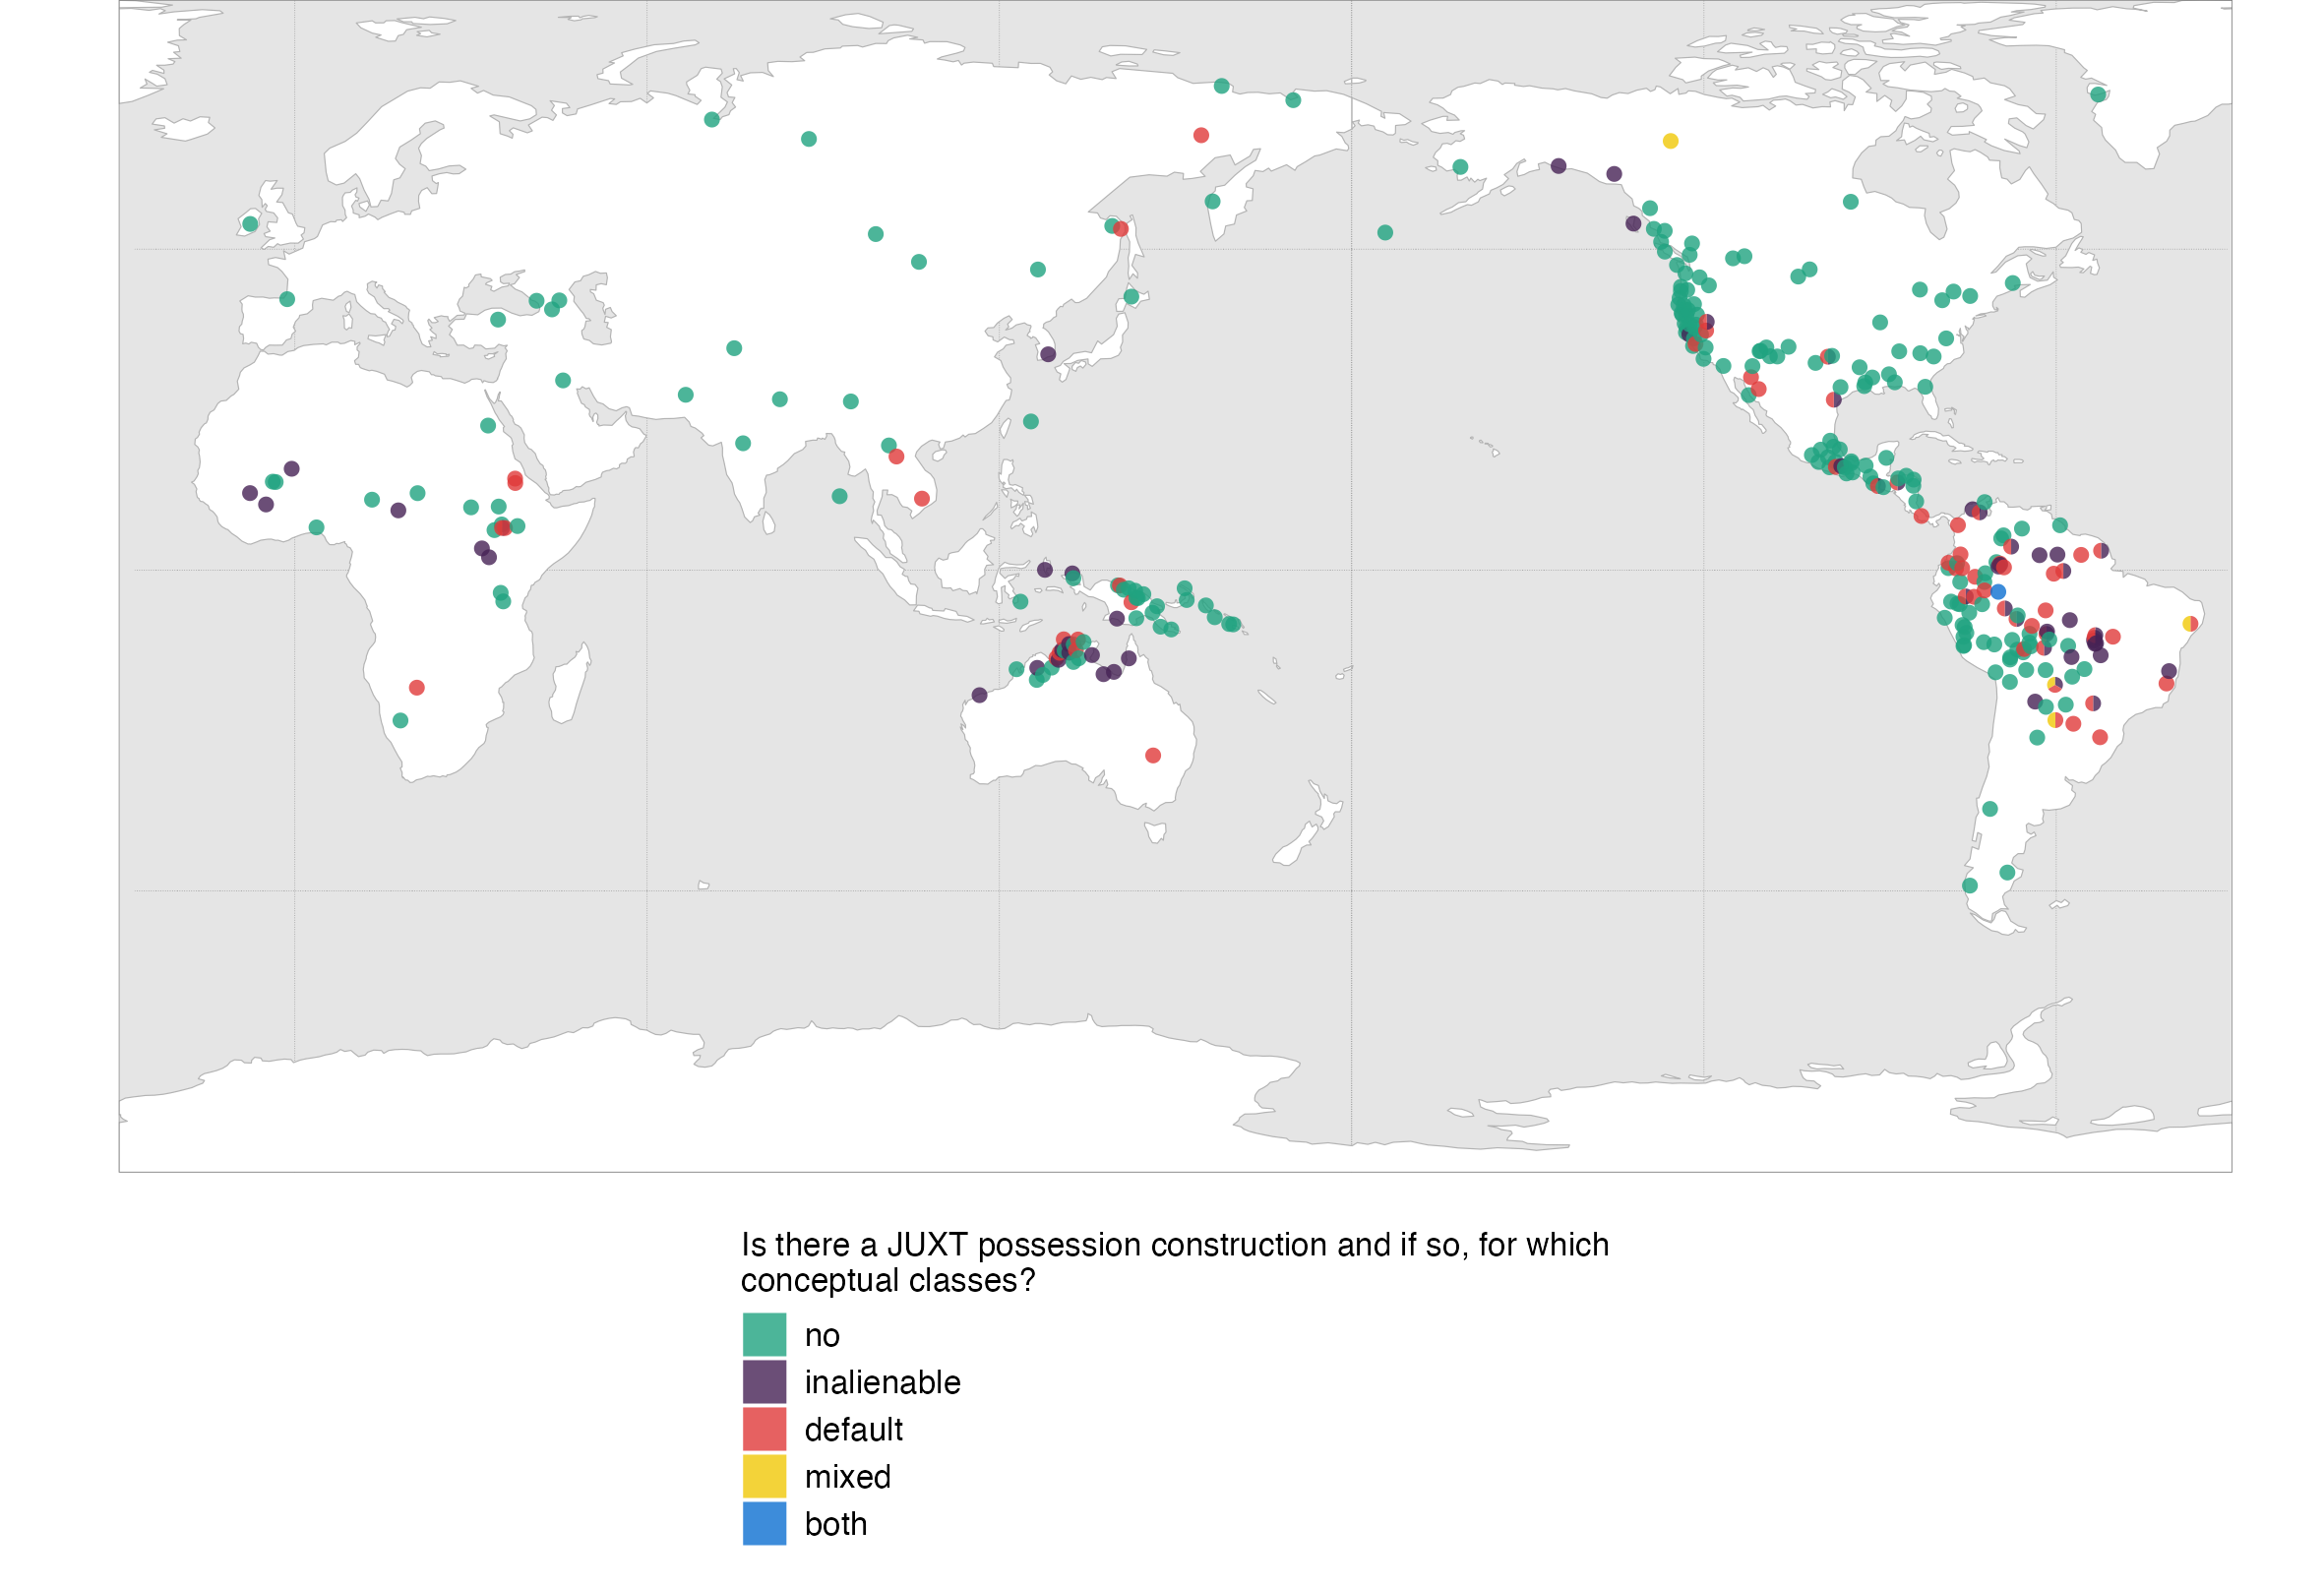 Is there a JUXT possession construction and if so, for which
conceptual classes?
no
inalienable
default
mixed
both